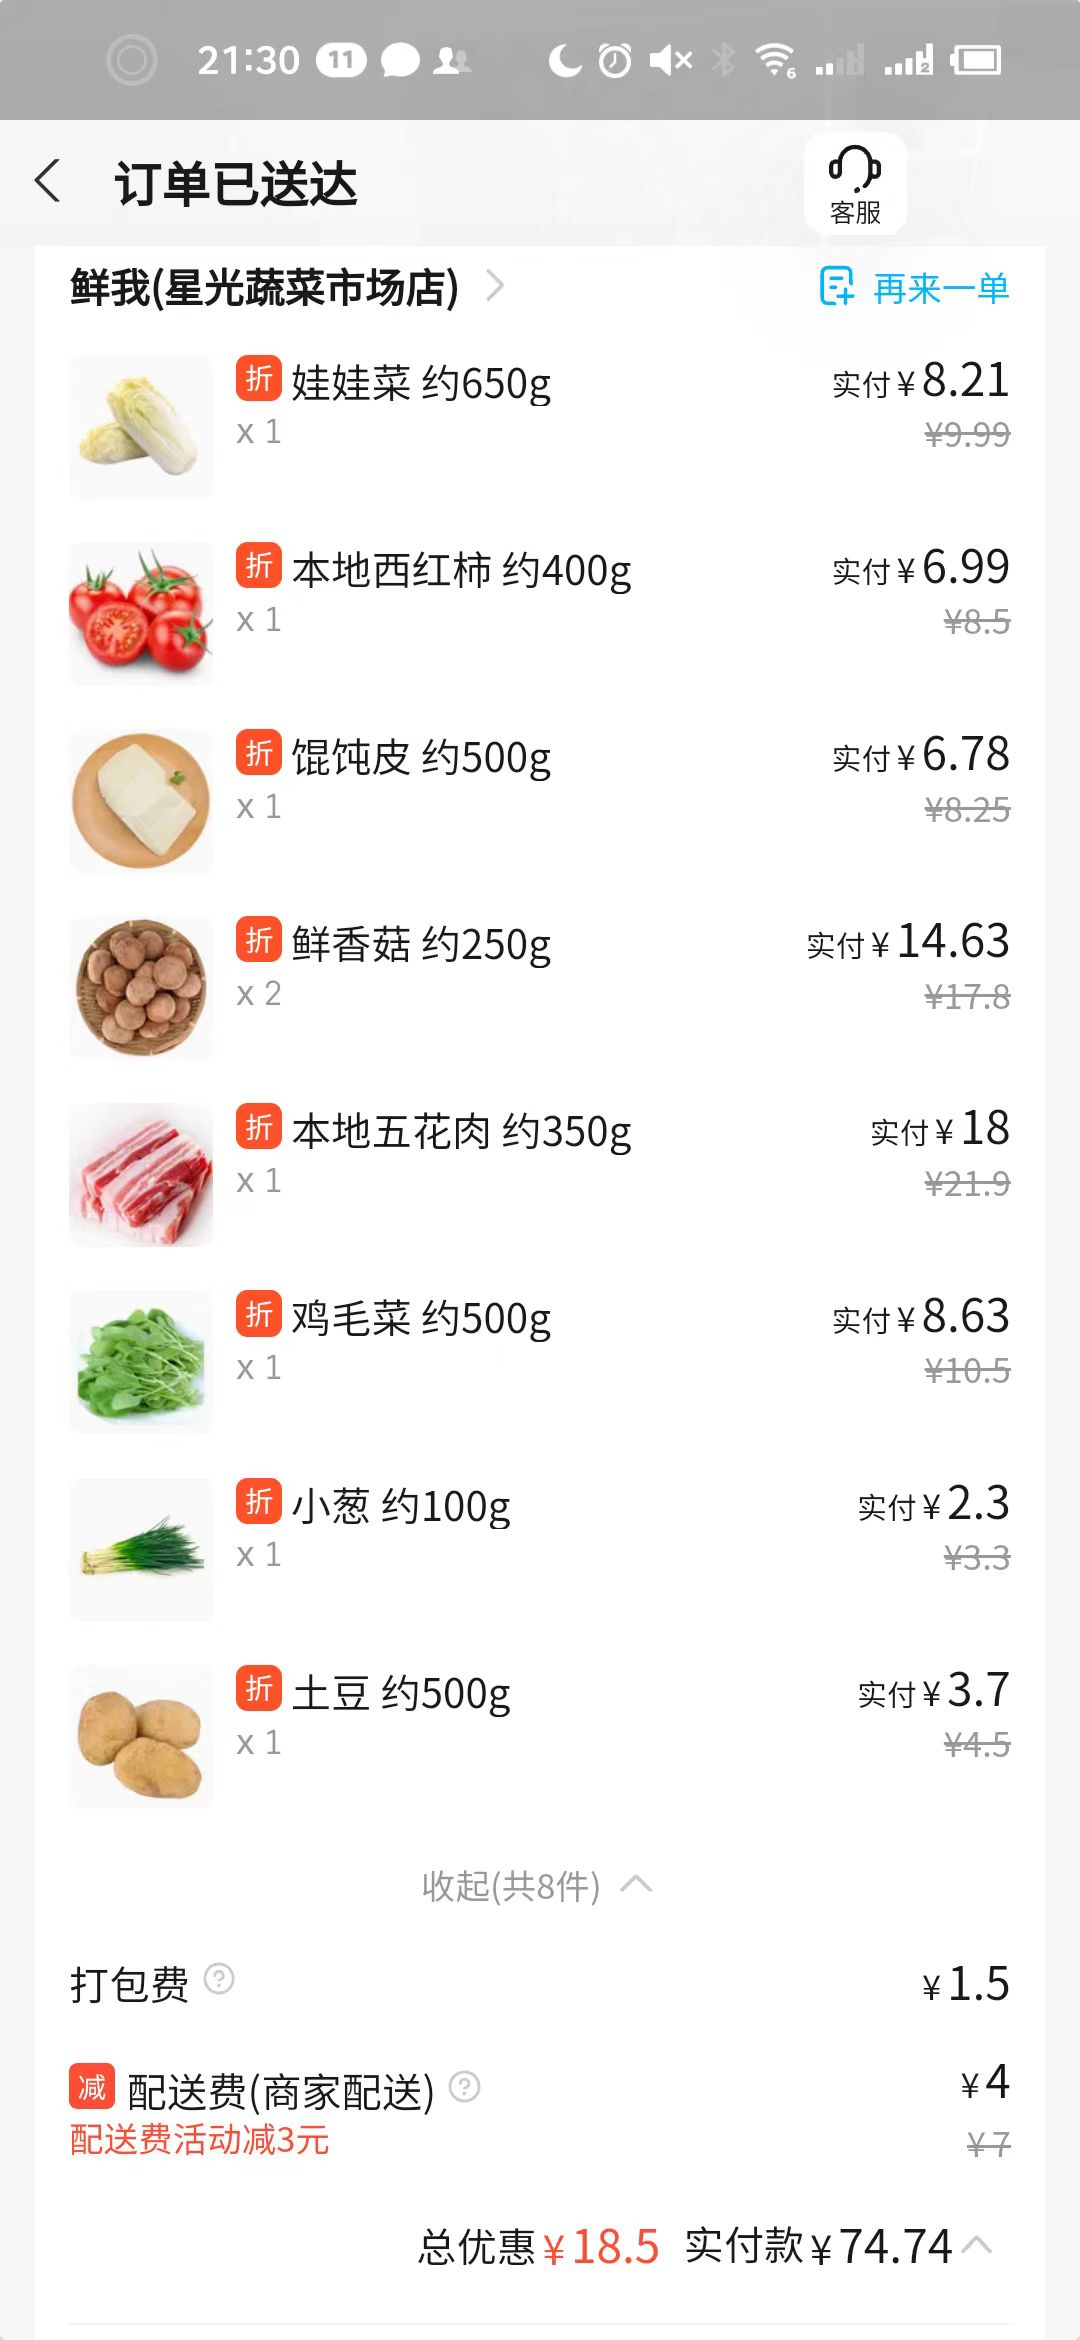 21:30 11 6 2
订单已送达
客服
鲜我(星光蔬菜市场店)
再来一单
折 娃娃菜 约650g 实付¥8.21
x 1 ¥9.99
折 本地西红柿 约400g 实付¥6.99
x 1 ¥8.5
折 馄饨皮 约500g 实付¥6.78
x 1 ¥8.25
折 鲜香菇 约250g 实付¥14.63
x 2 ¥17.8
折 本地五花肉 约350g 实付¥18
x 1 ¥21.9
折 鸡毛菜 约500g 实付¥8.63
x 1 ¥10.5
折 小葱 约100g 实付¥2.3
x 1 ¥3.3
折 土豆 约500g 实付¥3.7
x 1 ¥4.5
收起(共8件)
打包费 ? ¥1.5
减 配送费(商家配送) ? ¥4
配送费活动减3元 ¥7
总优惠¥18.5 实付款¥74.74